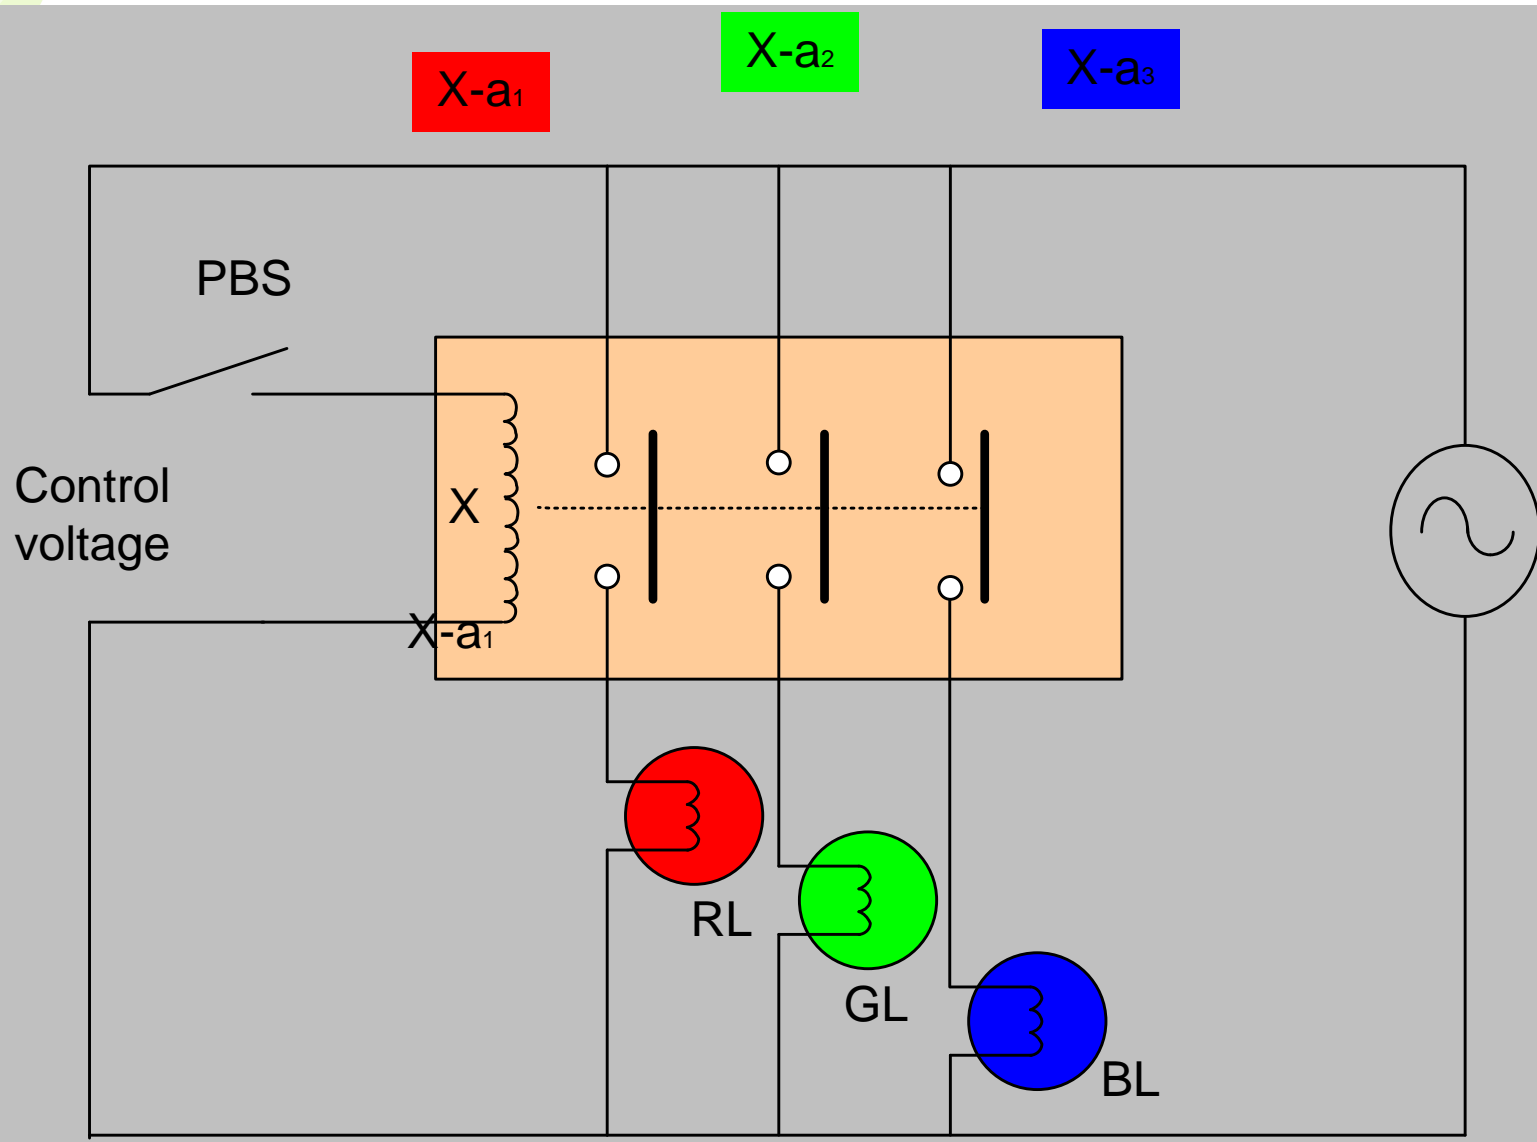 X-a₁
X-a₂
X-a₃
PBS
Control
voltage
X
X-a₁
RL
GL
BL